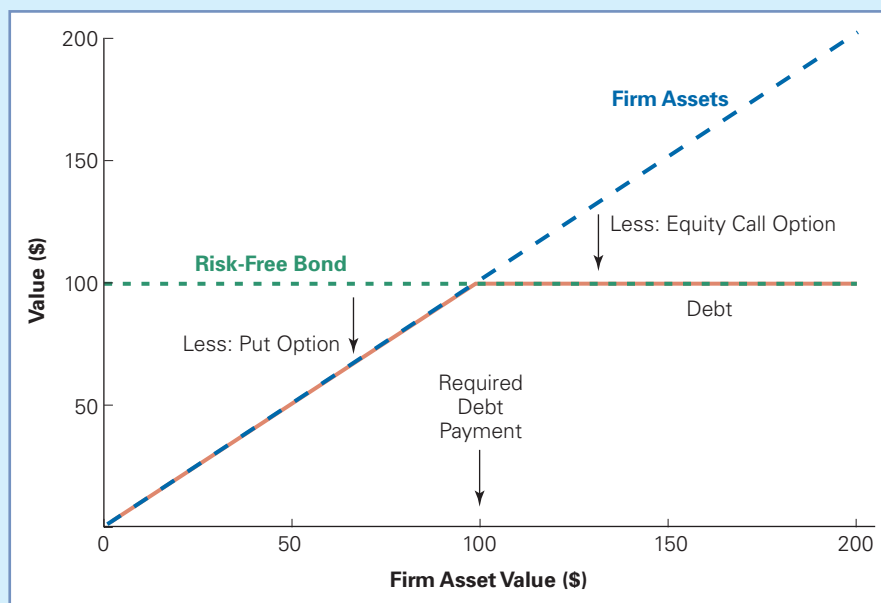 200
Firm Assets
150
Less: Equity Call Option
Risk-Free Bond
100
Debt
Less: Put Option
Required
Debt
Payment
50
Value ($)
0
50
100
150
200
Firm Asset Value ($)